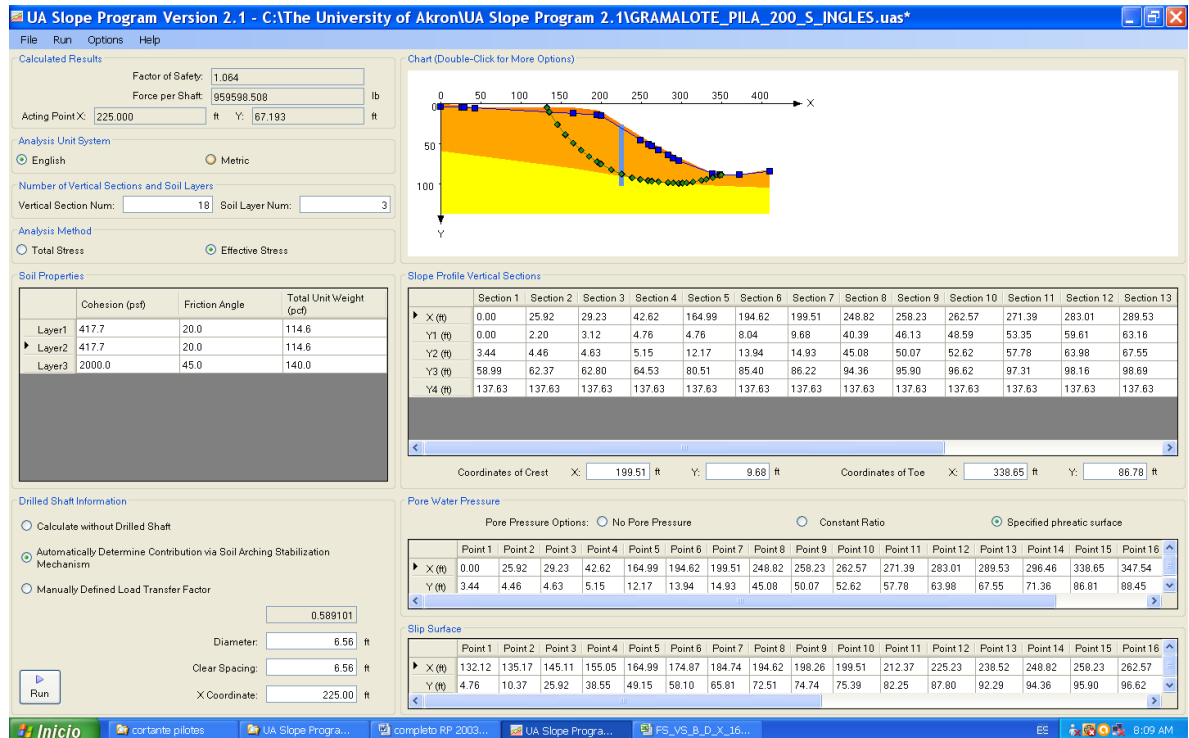 UA Slope Program Version 2.1 - C:\The University of Akron\UA Slope Program 2.1\GRAMALOTE_PILA_200_S_INGLES.uas*
File Run Options Help
Calculated Results
Factor of Safety: 1.064
Force per Shaft: 959598.508 lb
Acting Point X: 225.000 ft Y: 67.193 ft
Analysis Unit System
English Metric
Number of Vertical Sections and Soil Layers
Vertical Section Num: 18 Soil Layer Num: 3
Analysis Method
Total Stress Effective Stress
Soil Properties
Cohesion (psf) Friction Angle Total Unit Weight (pcf)
Layer1 417.7 20.0 114.6
Layer2 417.7 20.0 114.6
Layer3 2000.0 45.0 140.0
Drilled Shaft Information
Calculate without Drilled Shaft
Automatically Determine Contribution via Soil Arching Stabilization
Mechanism
Manually Defined Load Transfer Factor
0.589101
Diameter: 6.56 ft
Clear Spacing: 6.56 ft
X Coordinate: 225.00 ft
Run
Chart (Double-Click for More Options)
0 50 100 150 200 250 300 350 400 X
0
50
100
Y
Slope Profile Vertical Sections
Section 1 Section 2 Section 3 Section 4 Section 5 Section 6 Section 7 Section 8 Section 9 Section 10 Section 11 Section 12 Section 13
X (ft) 0.00 25.92 29.23 42.62 164.99 194.62 199.51 248.82 258.23 262.57 271.39 283.01 289.53
Y1 (ft) 0.00 2.20 3.12 4.76 4.76 8.04 9.68 40.39 46.13 48.59 53.35 59.61 63.16
Y2 (ft) 3.44 4.46 4.63 5.15 12.17 13.94 14.93 45.08 50.07 52.62 57.78 63.98 67.55
Y3 (ft) 58.99 62.37 62.80 64.53 80.51 85.40 86.22 94.36 95.90 96.62 97.31 98.16 98.69
Y4 (ft) 137.63 137.63 137.63 137.63 137.63 137.63 137.63 137.63 137.63 137.63 137.63 137.63 137.63
Coordinates of Crest X: 199.51 ft Y: 9.68 ft Coordinates of Toe X: 338.65 ft Y: 86.78 ft
Pore Water Pressure
Pore Pressure Options: No Pore Pressure Constant Ratio Specified phreatic surface
Point 1 Point 2 Point 3 Point 4 Point 5 Point 6 Point 7 Point 8 Point 9 Point 10 Point 11 Point 12 Point 13 Point 14 Point 15 Point 16
X (ft) 0.00 25.92 29.23 42.62 164.99 194.62 199.51 248.82 258.23 262.57 271.39 283.01 289.53 296.46 338.65 347.54
Y (ft) 3.44 4.46 4.63 5.15 12.17 13.94 14.93 45.08 50.07 52.62 57.78 63.98 67.55 71.36 86.81 88.45
Slip Surface
Point 1 Point 2 Point 3 Point 4 Point 5 Point 6 Point 7 Point 8 Point 9 Point 10 Point 11 Point 12 Point 13 Point 14 Point 15 Point 16
X (ft) 132.12 135.17 145.11 155.05 164.99 174.87 184.74 194.62 198.26 199.51 212.37 225.23 238.52 248.82 258.23 262.57
Y (ft) 4.76 10.37 25.92 38.55 49.15 58.10 65.81 72.51 74.74 75.39 82.25 87.80 92.29 94.36 95.90 96.62
Inicio cortante pilotes UA Slope Progra... completo RP 2003... UA Slope Progra... FS_VS_B_D_X_16... ES 8:09 AM